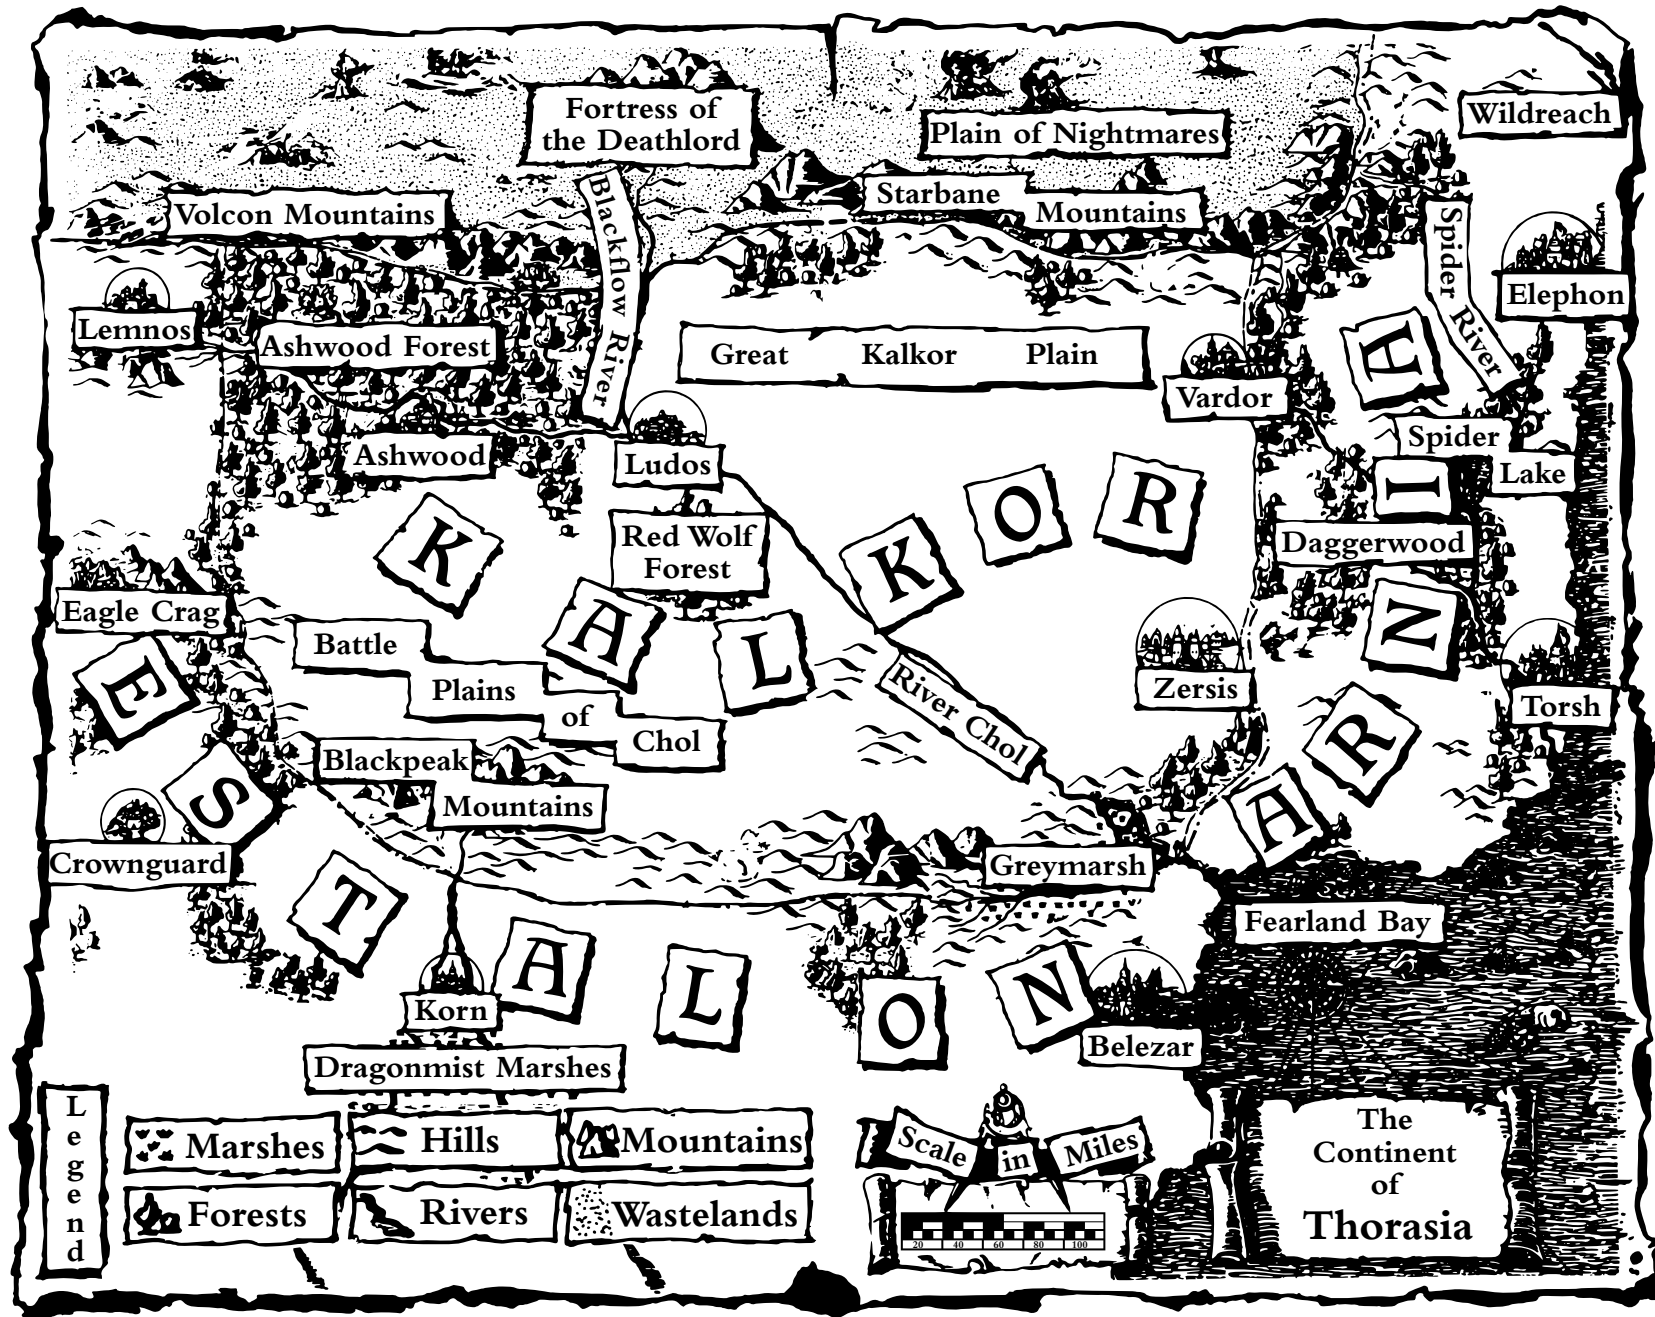 Fortress of
the Deathlord
Plain of Nightmares
Wildreach
Volcon Mountains
Blackflow River
Starbane
Mountains
Spider River
Elephon
Lemnos
Ashwood Forest
Great Kalkor Plain
Vardor
Ashwood
Ludos
Spider
Lake
Red Wolf
Forest
Daggerwood
KALKOR
Eagle Crag
Battle
Plains
of
Chol
River Chol
Zersis
Torsh
Blackpeak
Mountains
Crownguard
Greymarsh
ESTALON
ARNIA
Fearland Bay
Korn
Belezar
Dragonmist Marshes
Legend
Marshes
Hills
Mountains
Forests
Rivers
Wastelands
Scale in Miles
20 40 60 80 100
The
Continent
of
Thorasia